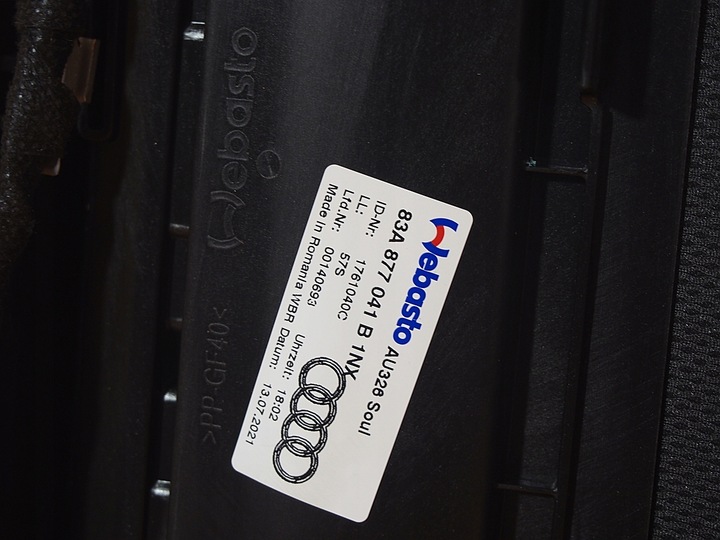 Webasto
>PP-GF40<
Webasto AU326 Soul
83A 877 041 B 1NX
ID-Nr: 1761040C
LL: 57S
Lfd.Nr: 00140693 Uhrzeit: 18:02
Made in Romania WBR Datum: 13.07.2021